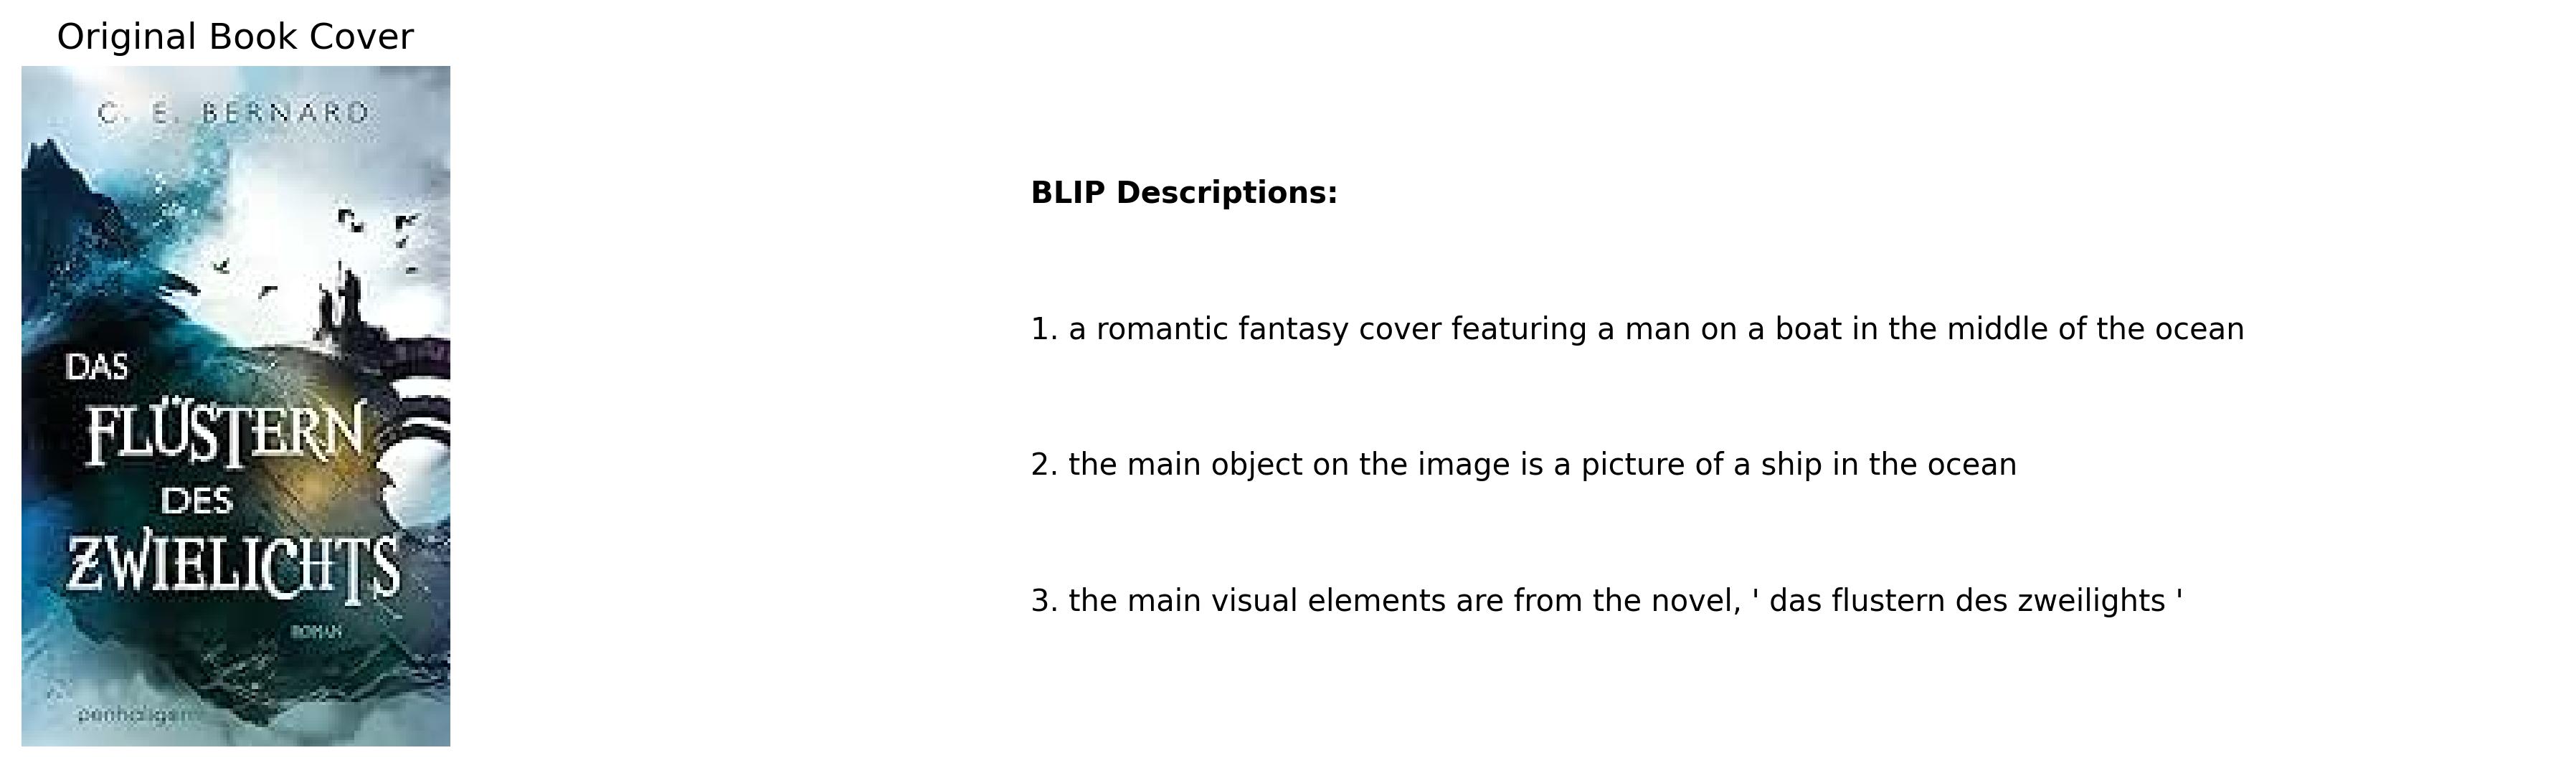 Original Book Cover
C. E. BERNARD
DAS
FLÜSTERN
DES
ZWIELICHTS
ROMAN
penhaligon
BLIP Descriptions:
1. a romantic fantasy cover featuring a man on a boat in the middle of the ocean
2. the main object on the image is a picture of a ship in the ocean
3. the main visual elements are from the novel, ' das flustern des zweilights '